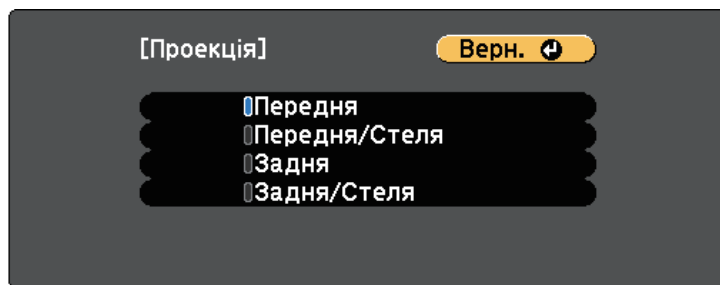 [Проекція] Верн.
Передня
Передня/Стеля
Задня
Задня/Стеля